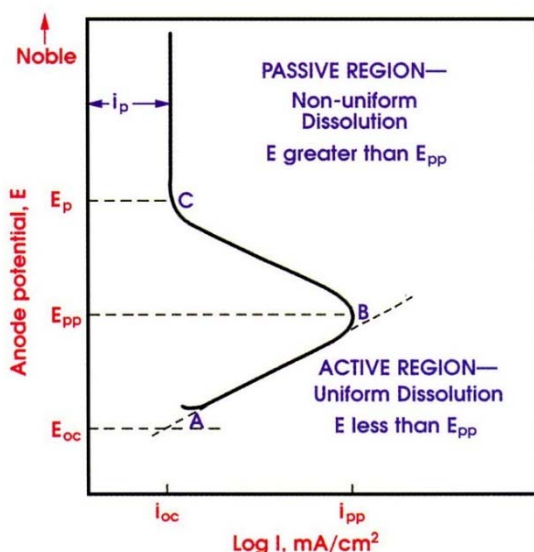 Noble
PASSIVE REGION—
Non-uniform
Dissolution
E greater than Epp
ip
Ep
C
Anode potential, E
Epp
B
ACTIVE REGION—
Uniform Dissolution
E less than Epp
A
Eoc
ioc
ipp
Log I, mA/cm²